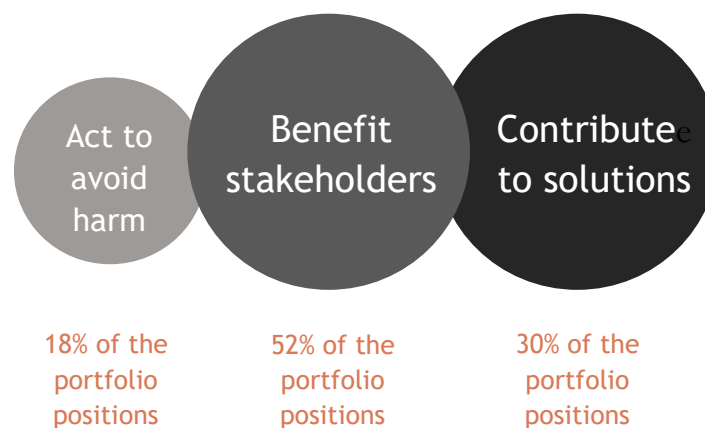 Act to
avoid
harm
Benefit
stakeholders
Contributee
to solutions
18% of the
portfolio
positions
52% of the
portfolio
positions
30% of the
portfolio
positions